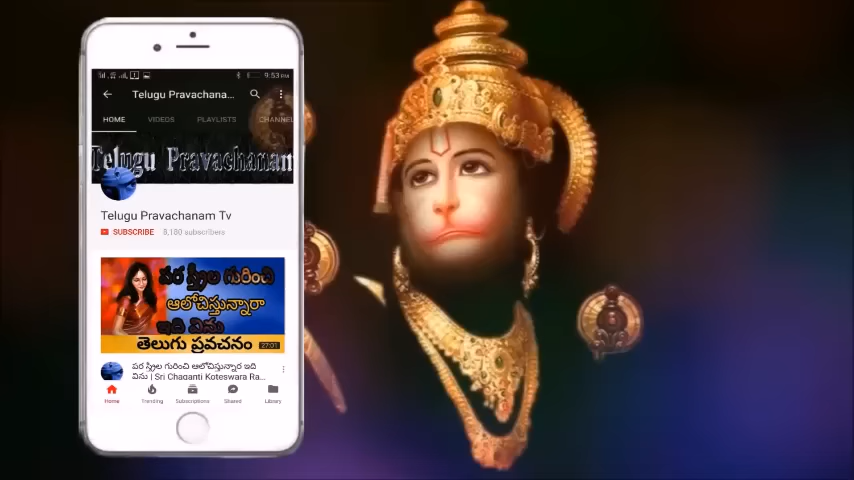 9:53 PM
Telugu Pravachana...
HOME VIDEOS PLAYLISTS CHANNEL
Telugu Pravachanam
Telugu Pravachanam Tv
SUBSCRIBE 8,180 subscribers
పర స్త్రీల గురించి
ఆలోచిస్తున్నారా
ఇది విను
తెలుగు ప్రవచనం 27:01
పర స్త్రీల గురించి ఆలోచిస్తున్నార ఇది
విను | Sri Chaganti Koteswara Ra...
Home Trending Subscriptions Shared Library